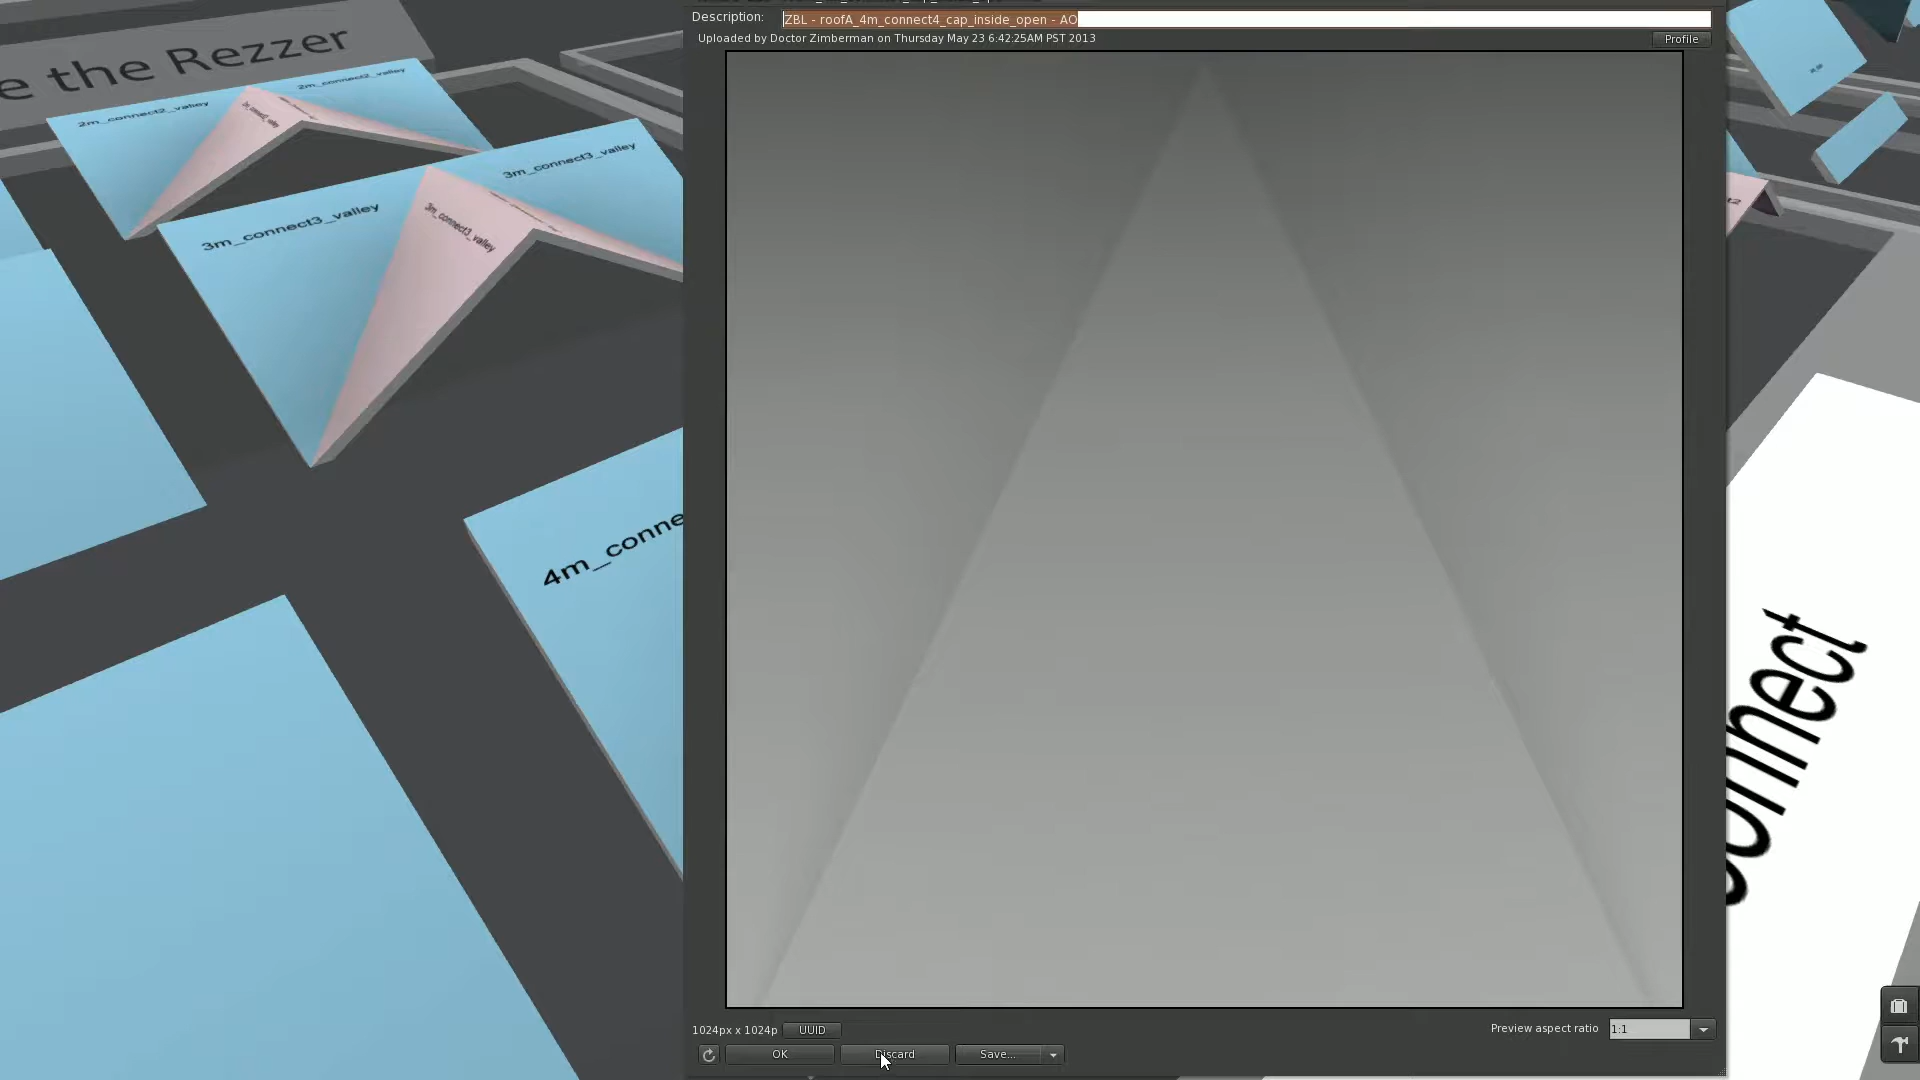 Description:
ZBL - roofA_4m_connect4_cap_inside_open - AO
Uploaded by Doctor Zimberman on Thursday May 23 6:42:25AM PST 2013
Profile
e the Rezzer
2m_connect2_valley
2m_connect2_valley
3m_connect3_valley
3m_connect3_valley
3m_connect3_valley
4m_conne
connect
1024px x 1024p
UUID
Preview aspect ratio
1:1
OK
Discard
Save...